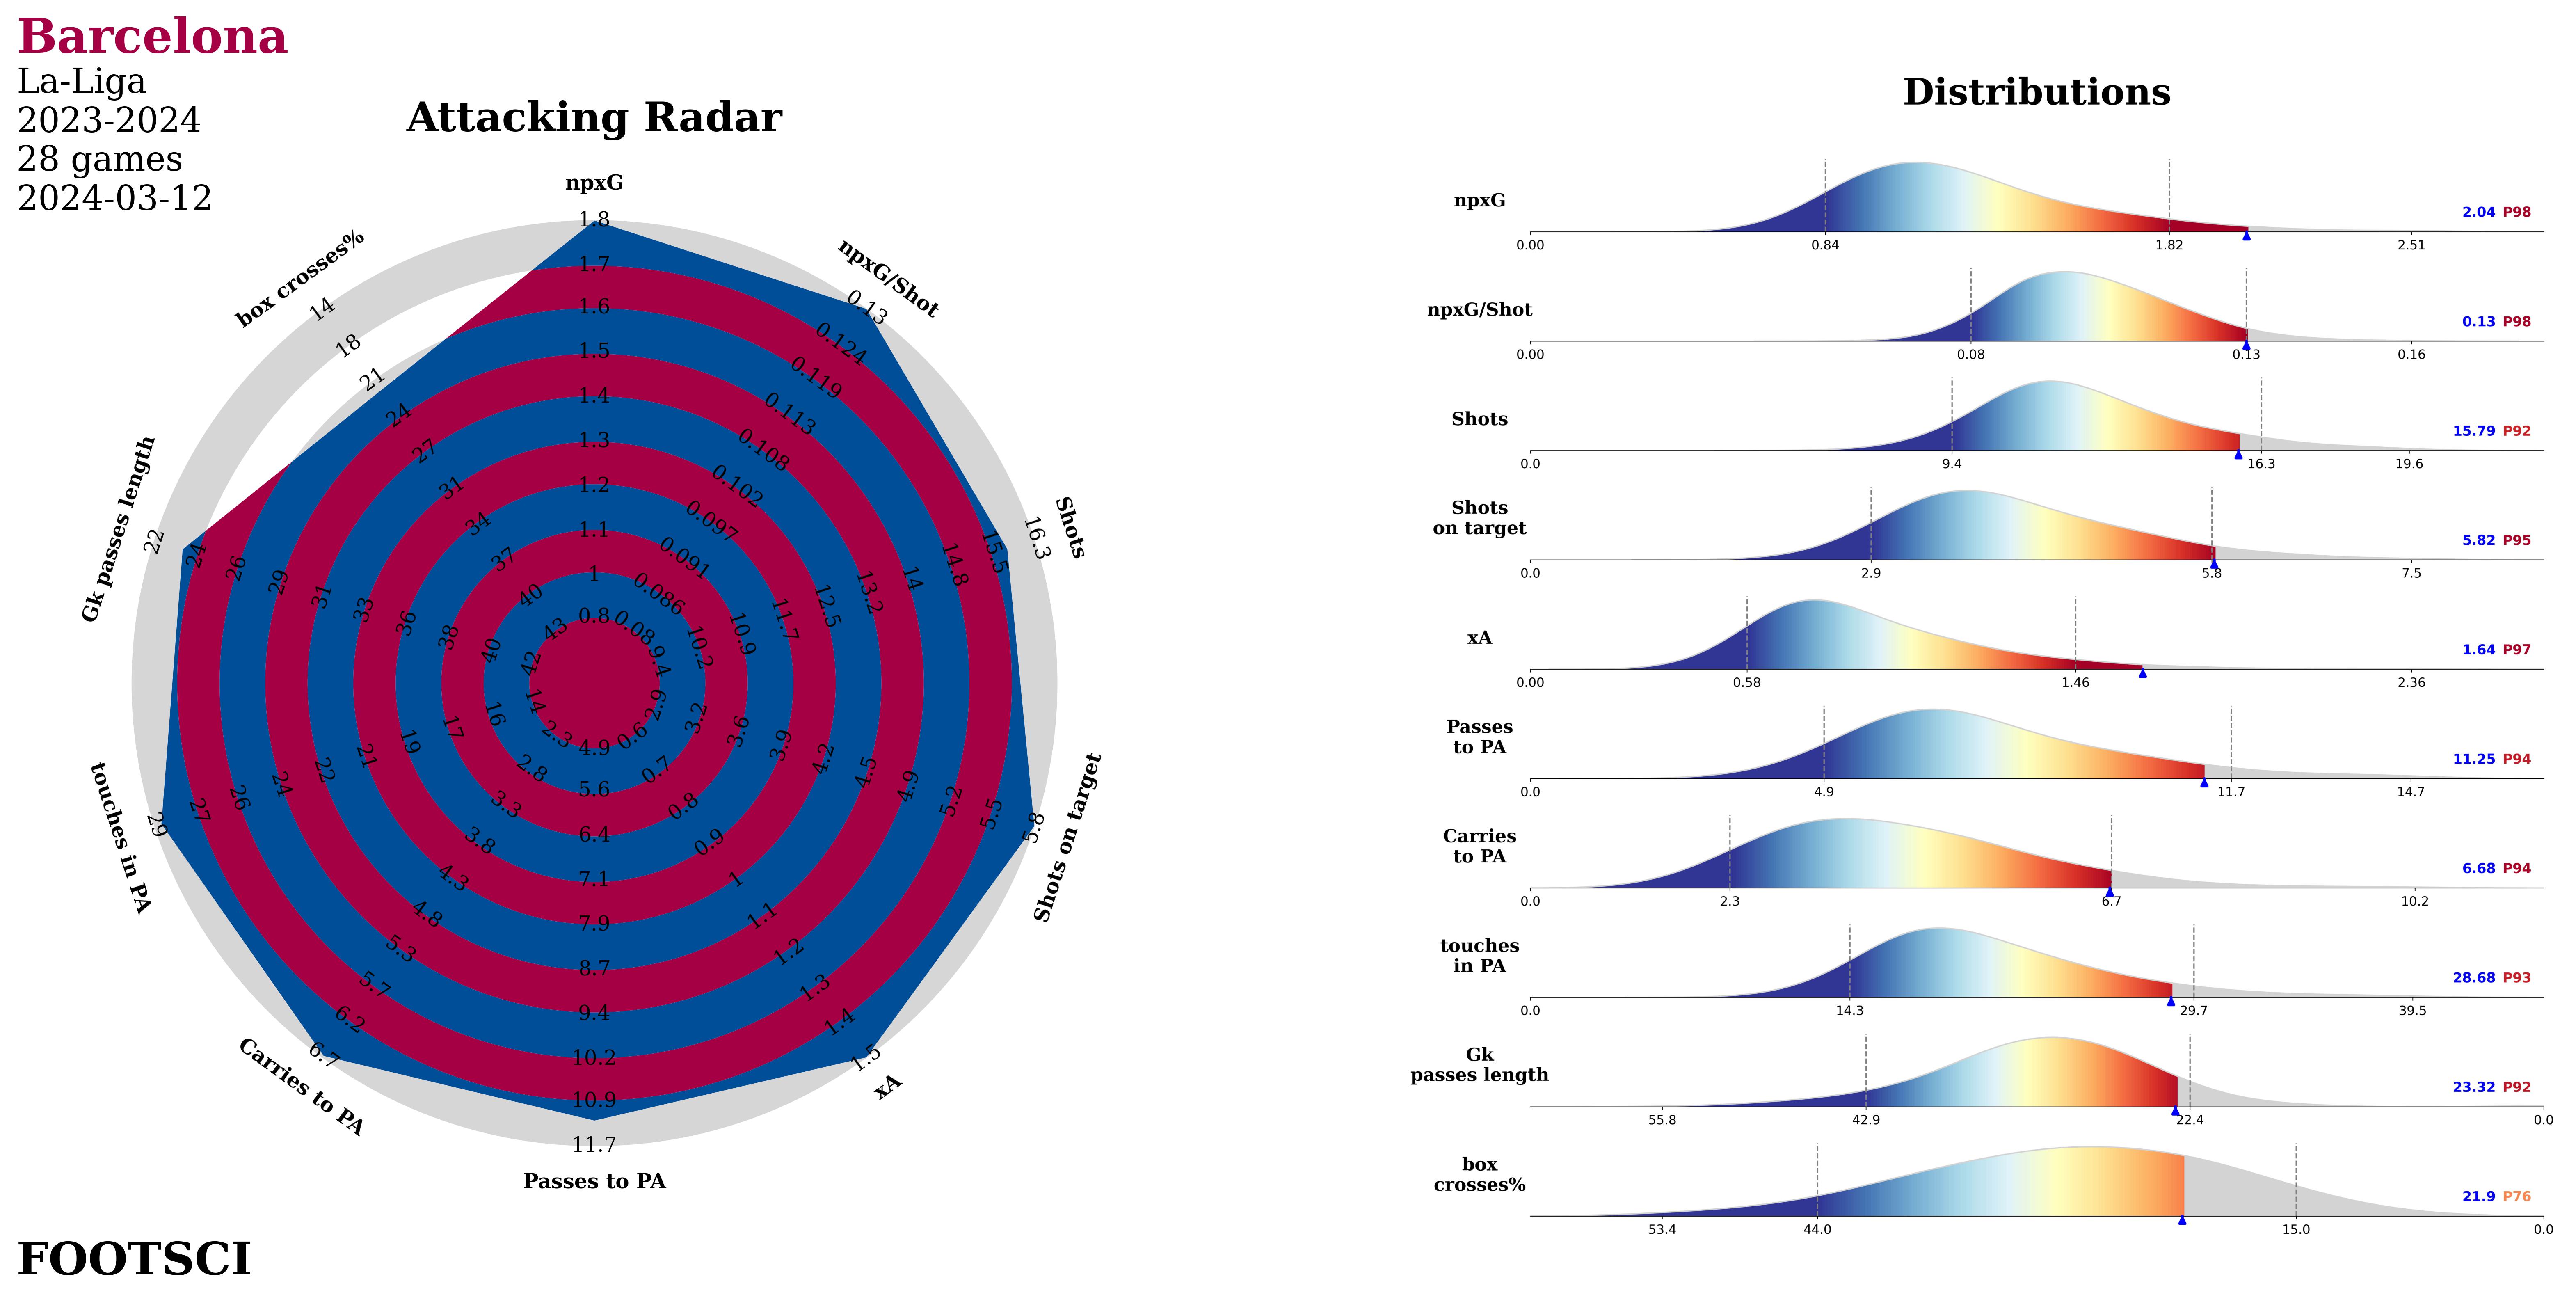 Barcelona
La-Liga
2023-2024
28 games
2024-03-12
Attacking Radar
npxG
1.8
1.7
1.6
1.5
1.4
1.3
1.2
1.1
1
0.8
npxG/Shot
0.13
0.124
0.119
0.113
0.108
0.102
0.097
0.091
0.086
0.08
Shots
16.3
15.5
14.8
14
13.2
12.5
11.7
10.9
10.2
9.4
Shots on target
5.8
5.5
5.2
4.9
4.5
4.2
3.9
3.6
3.2
2.9
xA
1.5
1.4
1.3
1.2
1.1
1
0.9
0.8
0.7
0.6
Passes to PA
11.7
10.9
10.2
9.4
8.7
7.9
7.1
6.4
5.6
4.9
Carries to PA
6.7
6.2
5.7
5.3
4.8
4.3
3.8
3.3
2.8
2.3
touches in PA
29
27
26
24
22
21
19
17
16
14
Gk passes length
22
24
26
29
31
33
36
38
40
42
box crosses%
14
18
21
24
27
31
34
37
40
43
FOOTSCI
Distributions
npxG
2.04 P98
0.00 0.84 1.82 2.51
npxG/Shot
0.13 P98
0.00 0.08 0.13 0.16
Shots
15.79 P92
0.0 9.4 16.3 19.6
Shots
on target
5.82 P95
0.0 2.9 5.8 7.5
xA
1.64 P97
0.00 0.58 1.46 2.36
Passes
to PA
11.25 P94
0.0 4.9 11.7 14.7
Carries
to PA
6.68 P94
0.0 2.3 6.7 10.2
touches
in PA
28.68 P93
0.0 14.3 29.7 39.5
Gk
passes length
23.32 P92
55.8 42.9 22.4 0.0
box
crosses%
21.9 P76
53.4 44.0 15.0 0.0